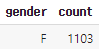 gender count
F 1103